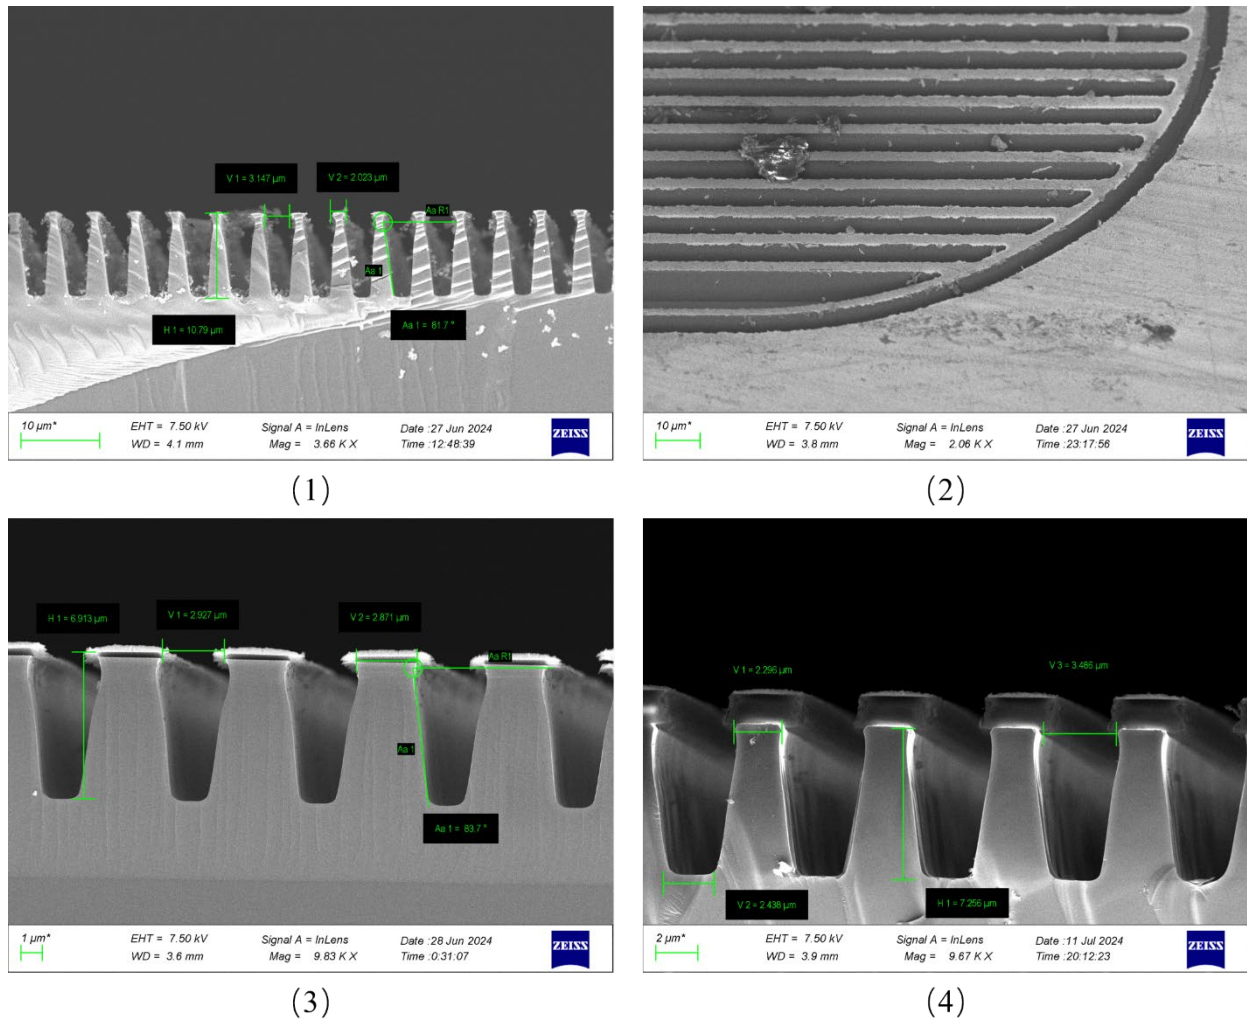 V 1 = 3.147 µm
V 2 = 2.023 µm
Aa R1
Aa 1
H 1 = 10.79 µm
Aa 1 = 81.7 °
10 µm*
EHT = 7.50 kV
WD = 4.1 mm
Signal A = InLens
Mag = 3.66 K X
Date :27 Jun 2024
Time :12:48:39
ZEISS
(1)
10 µm*
EHT = 7.50 kV
WD = 3.8 mm
Signal A = InLens
Mag = 2.06 K X
Date :27 Jun 2024
Time :23:17:56
ZEISS
(2)
H 1 = 6.913 µm
V 1 = 2.927 µm
V 2 = 2.871 µm
Aa R1
Aa 1
Aa 1 = 83.7 °
1 µm*
EHT = 7.50 kV
WD = 3.6 mm
Signal A = InLens
Mag = 9.83 K X
Date :28 Jun 2024
Time :0:31:07
ZEISS
(3)
V 1 = 2.296 µm
V 3 = 3.486 µm
V 2 = 2.438 µm
H 1 = 7.256 µm
2 µm*
EHT = 7.50 kV
WD = 3.9 mm
Signal A = InLens
Mag = 9.67 K X
Date :11 Jul 2024
Time :20:12:23
ZEISS
(4)